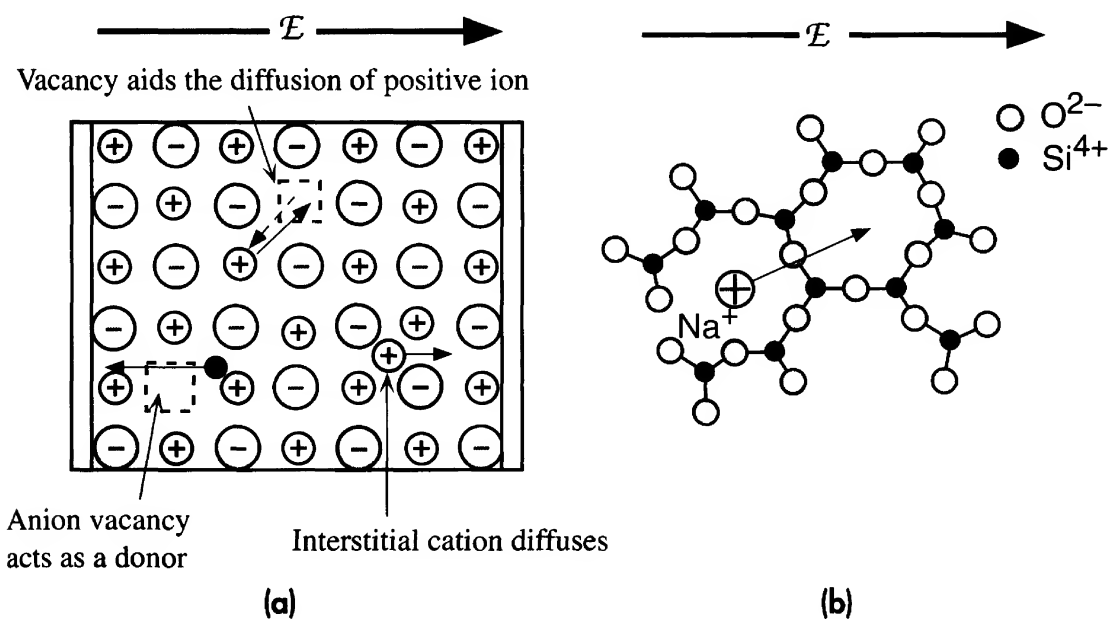 ℰ
ℰ
Vacancy aids the diffusion of positive ion
O²⁻
Si⁴⁺
+ − + − + − +
− + − − + −
+ − + − + − +
− + − + − + −
+
+ + − + − +
− + − + − + −
+
Na⁺
Anion vacancy
acts as a donor
Interstitial cation diffuses
(a)
(b)